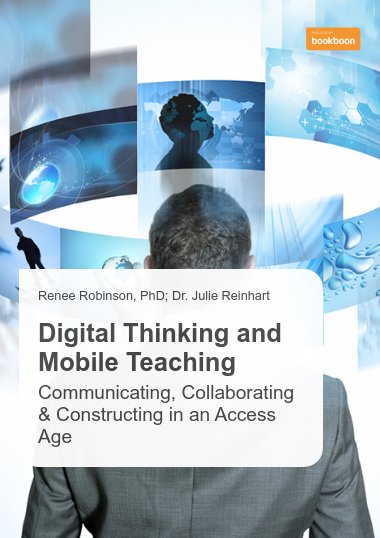 bookboon
Renee Robinson, PhD; Dr. Julie Reinhart
Digital Thinking and
Mobile Teaching
Communicating, Collaborating
& Constructing in an Access
Age